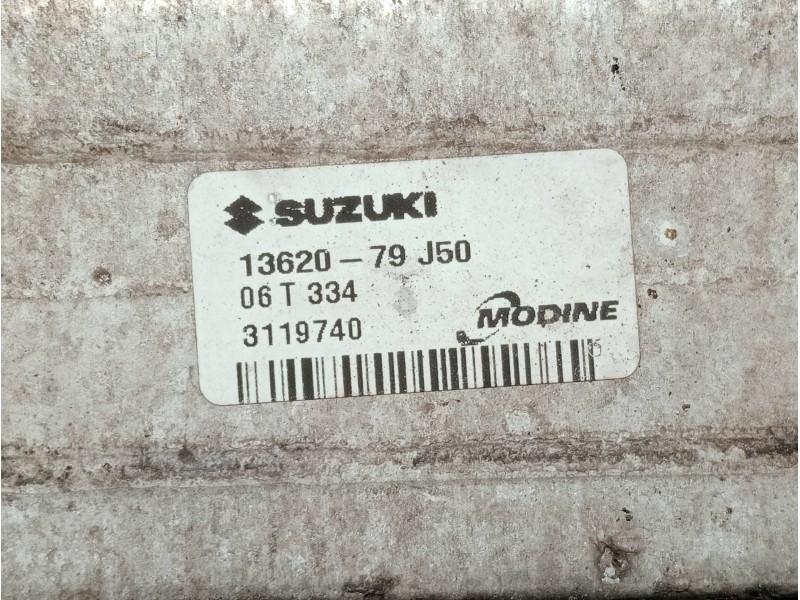 SUZUKI
13620-79 J50
06 T 334
3119740
MODINE